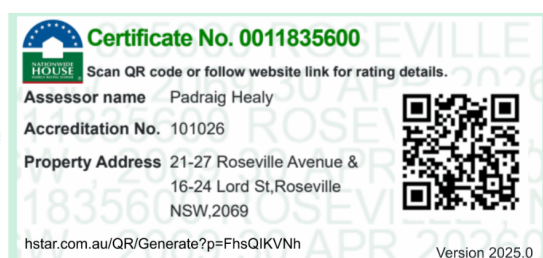 Certificate No. 0011835600
NATIONWIDE
HOUSE
Scan QR code or follow website link for rating details.
Assessor name Padraig Healy
Accreditation No. 101026
Property Address 21-27 Roseville Avenue &
16-24 Lord St,Roseville
NSW,2069
hstar.com.au/QR/Generate?p=FhsQIKVNh
Version 2025.0